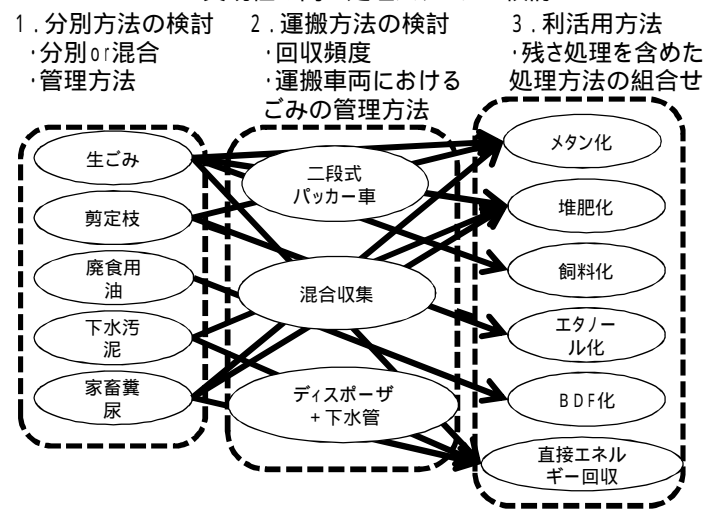 1．分別方法の検討
・分別or混合
・管理方法
2．運搬方法の検討
・回収頻度
・運搬車両における
ごみの管理方法
3．利活用方法
・残さ処理を含めた
処理方法の組合せ
生ごみ
剪定枝
廃食用
油
下水汚
泥
家畜糞
尿
二段式
パッカー車
混合収集
ディスポーザ
+下水管
メタン化
堆肥化
飼料化
エタノー
ル化
BDF化
直接エネル
ギー回収